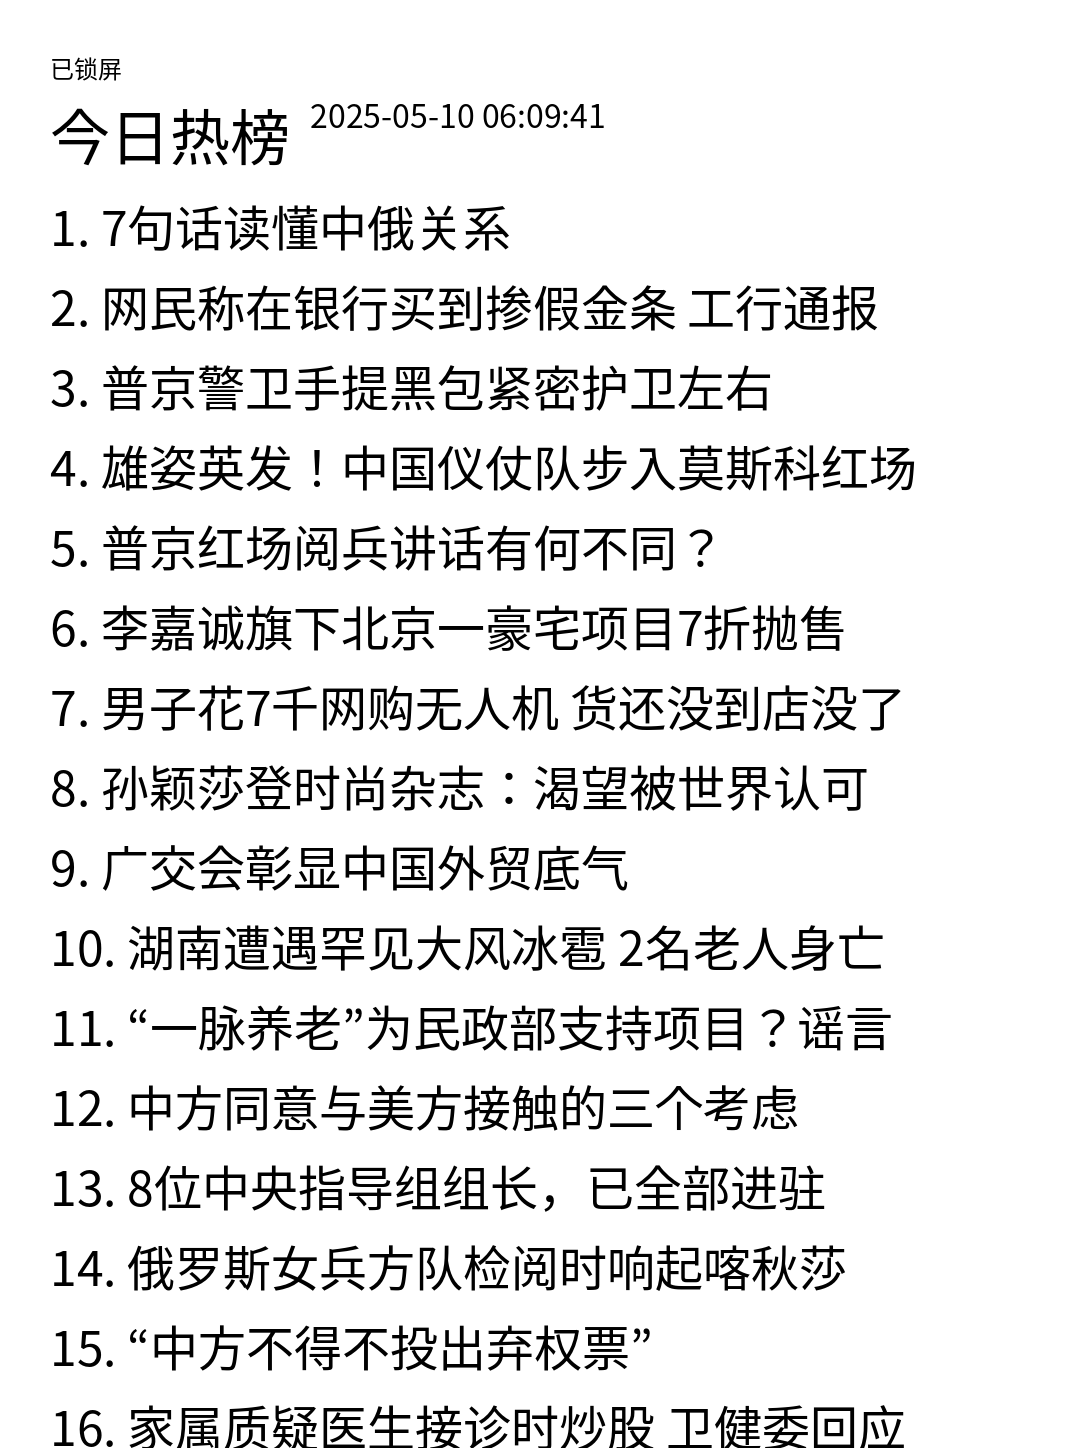 已锁屏
今日热榜 2025-05-10 06:09:41
1. 7句话读懂中俄关系
2. 网民称在银行买到掺假金条 工行通报
3. 普京警卫手提黑包紧密护卫左右
4. 雄姿英发！中国仪仗队步入莫斯科红场
5. 普京红场阅兵讲话有何不同？
6. 李嘉诚旗下北京一豪宅项目7折抛售
7. 男子花7千网购无人机 货还没到店没了
8. 孙颖莎登时尚杂志：渴望被世界认可
9. 广交会彰显中国外贸底气
10. 湖南遭遇罕见大风冰雹 2名老人身亡
11. “一脉养老”为民政部支持项目？谣言
12. 中方同意与美方接触的三个考虑
13. 8位中央指导组组长，已全部进驻
14. 俄罗斯女兵方队检阅时响起喀秋莎
15. “中方不得不投出弃权票”
16. 家属质疑医生接诊时炒股 卫健委回应